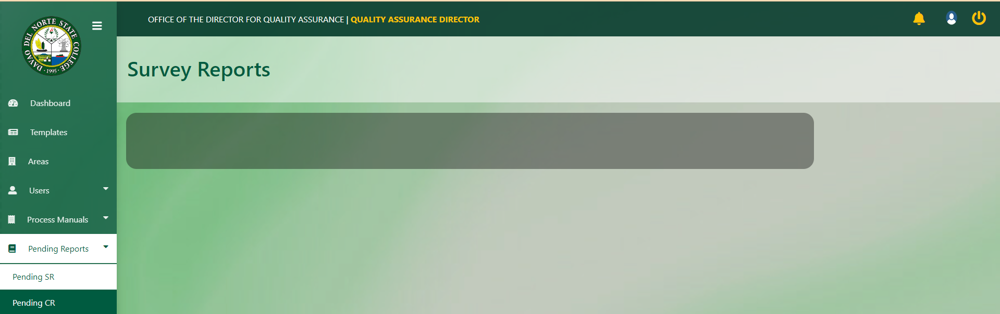 DAVAO DEL NORTE STATE COLLEGE
· 1995 ·
OFFICE OF THE DIRECTOR FOR QUALITY ASSURANCE | QUALITY ASSURANCE DIRECTOR
Survey Reports
Dashboard
Templates
Areas
Users
Process Manuals
Pending Reports
Pending SR
Pending CR